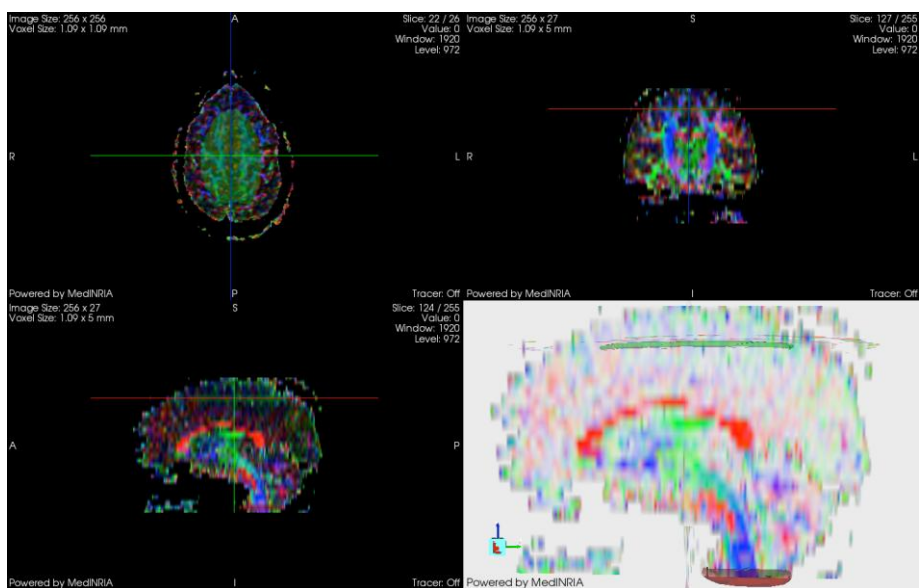 Image Size: 256 x 256
Voxel Size: 1.09 x 1.09 mm
A
Slice: 22 / 26
Value: 0
Window: 1920
Level: 972
R
L
Powered by MedINRIA
P
Tracer: Off
Image Size: 256 x 27
Voxel Size: 1.09 x 5 mm
S
Slice: 127 / 255
Value: 0
Window: 1920
Level: 972
R
L
Powered by MedINRIA
I
Tracer: Off
Image Size: 256 x 27
Voxel Size: 1.09 x 5 mm
S
Slice: 124 / 255
Value: 0
Window: 1920
Level: 972
A
P
Powered by MedINRIA
I
Tracer: Off
Powered by MedINRIA